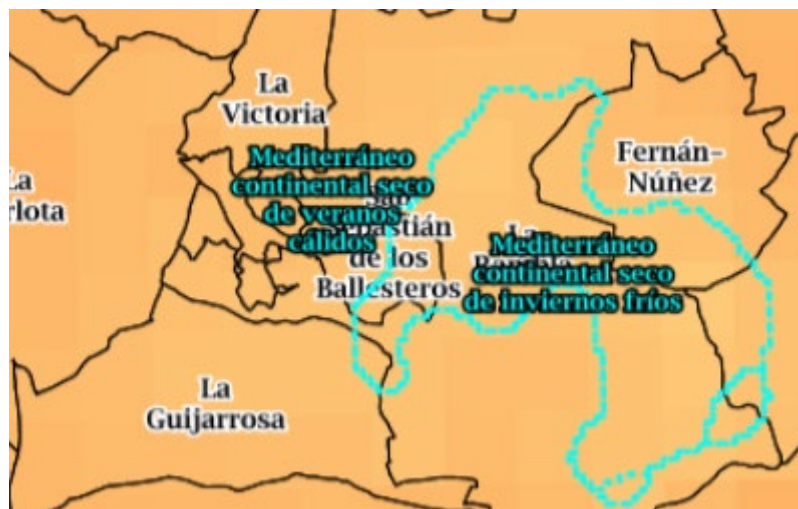 La
Victoria
Mediterráneo
continental seco
de veranos
cálidos
San
Sebastián
de los
Ballesteros
Fernán-
Núñez
La
Mediterráneo
continental seco
de inviernos fríos
La
Guijarrosa